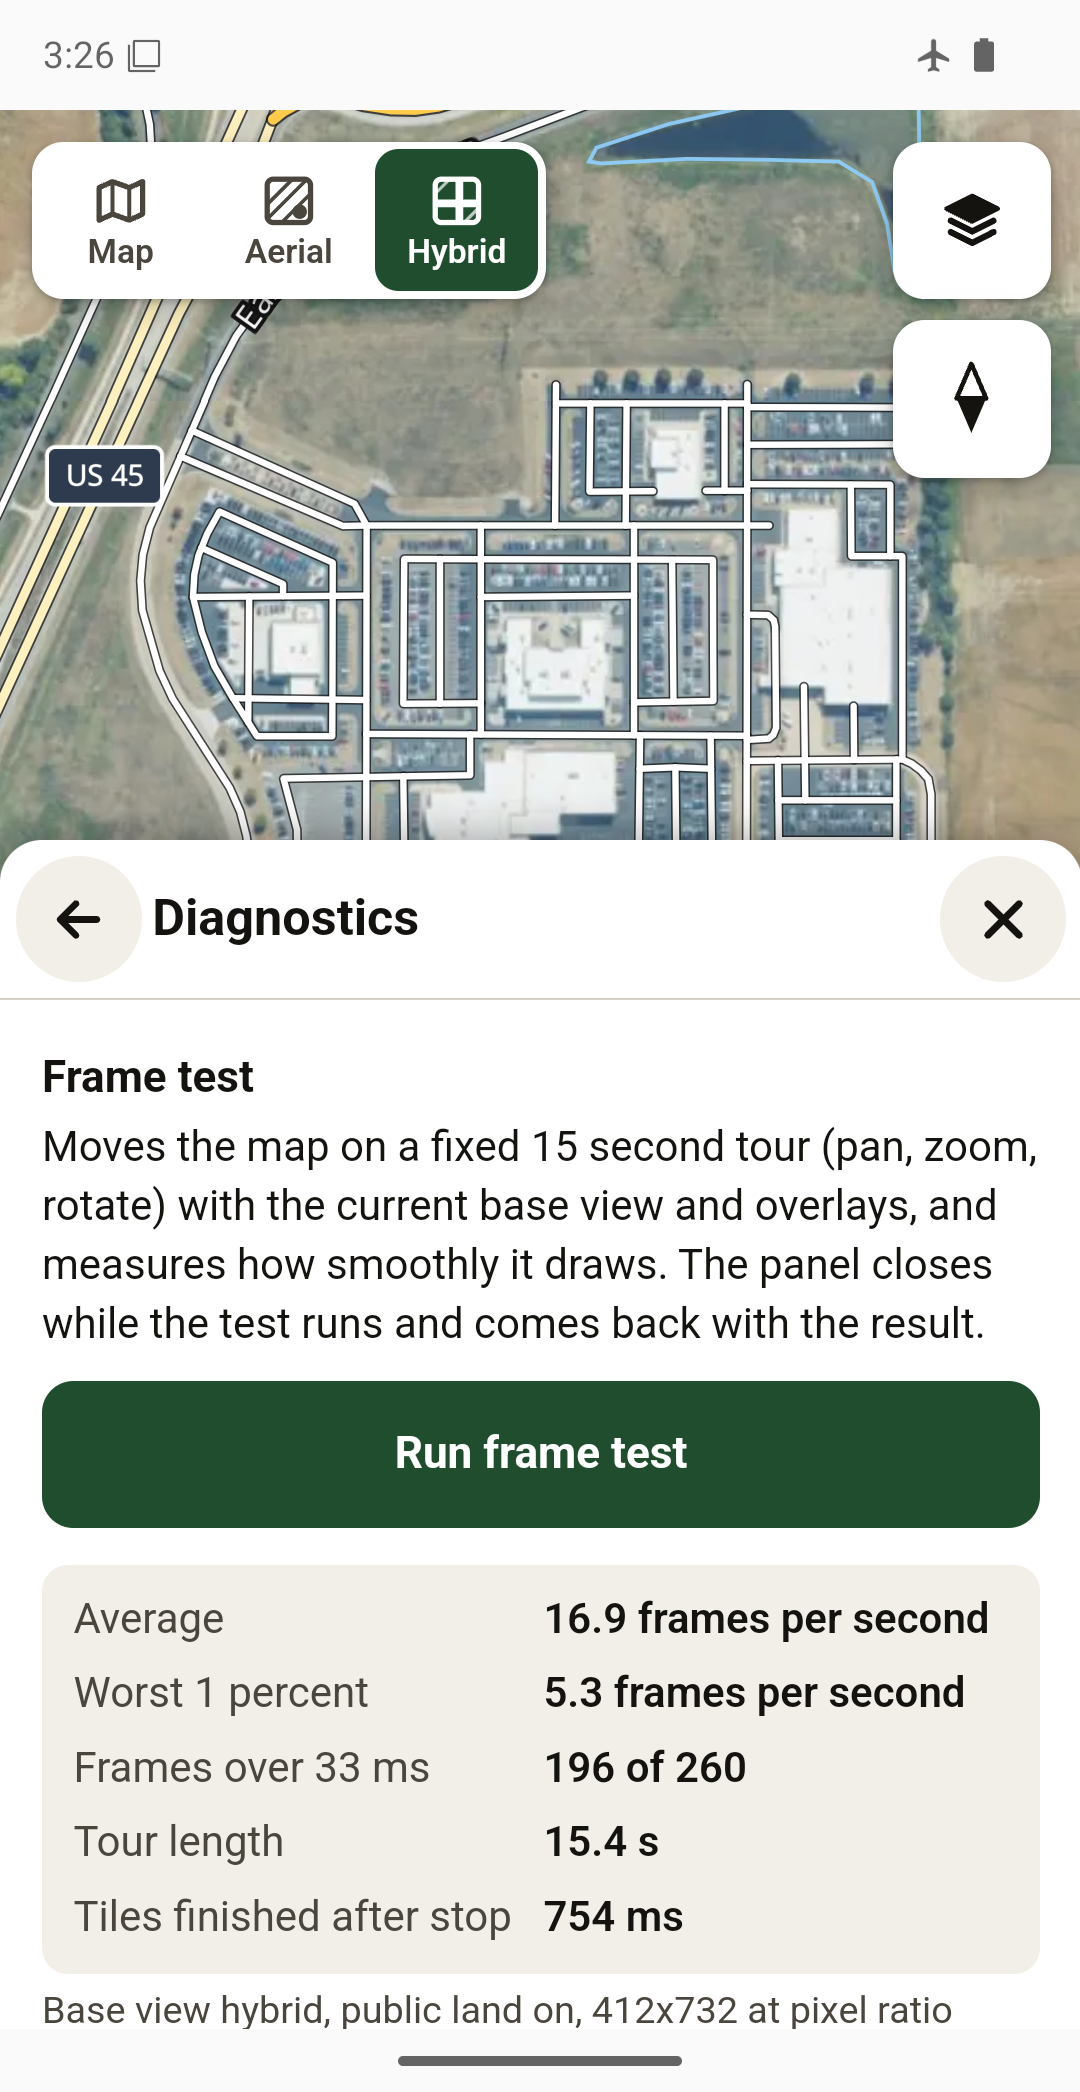 3:26
Map
Aerial
Hybrid
Ea
US 45
Diagnostics
Frame test
Moves the map on a fixed 15 second tour (pan, zoom,
rotate) with the current base view and overlays, and
measures how smoothly it draws. The panel closes
while the test runs and comes back with the result.
Run frame test
Average 16.9 frames per second
Worst 1 percent 5.3 frames per second
Frames over 33 ms 196 of 260
Tour length 15.4 s
Tiles finished after stop 754 ms
Base view hybrid, public land on, 412x732 at pixel ratio